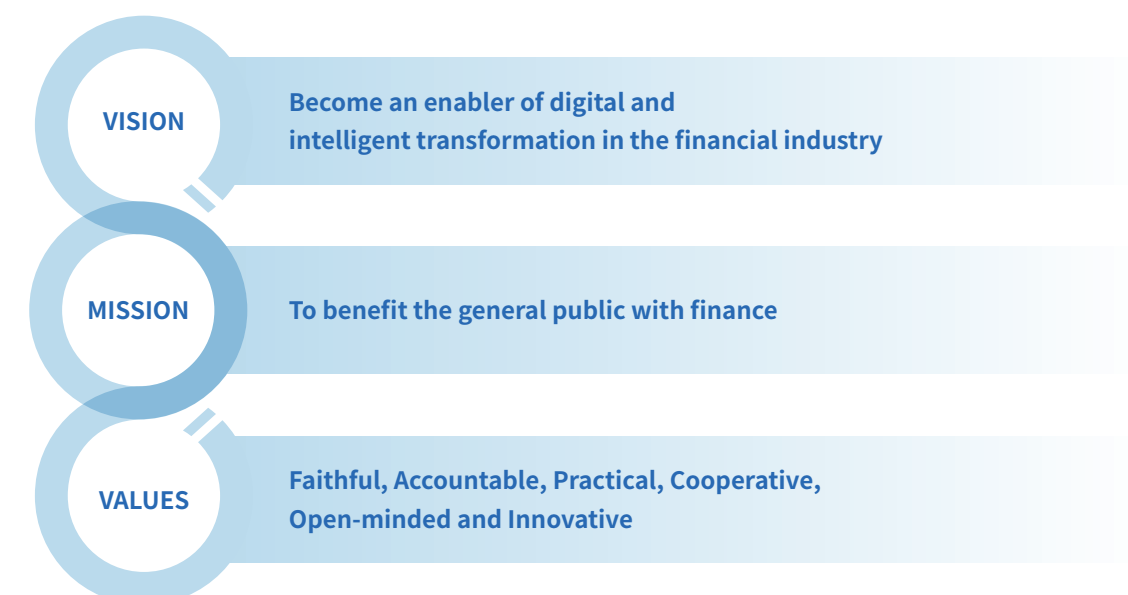 VISION
Become an enabler of digital and
intelligent transformation in the financial industry
MISSION
To benefit the general public with finance
VALUES
Faithful, Accountable, Practical, Cooperative,
Open-minded and Innovative